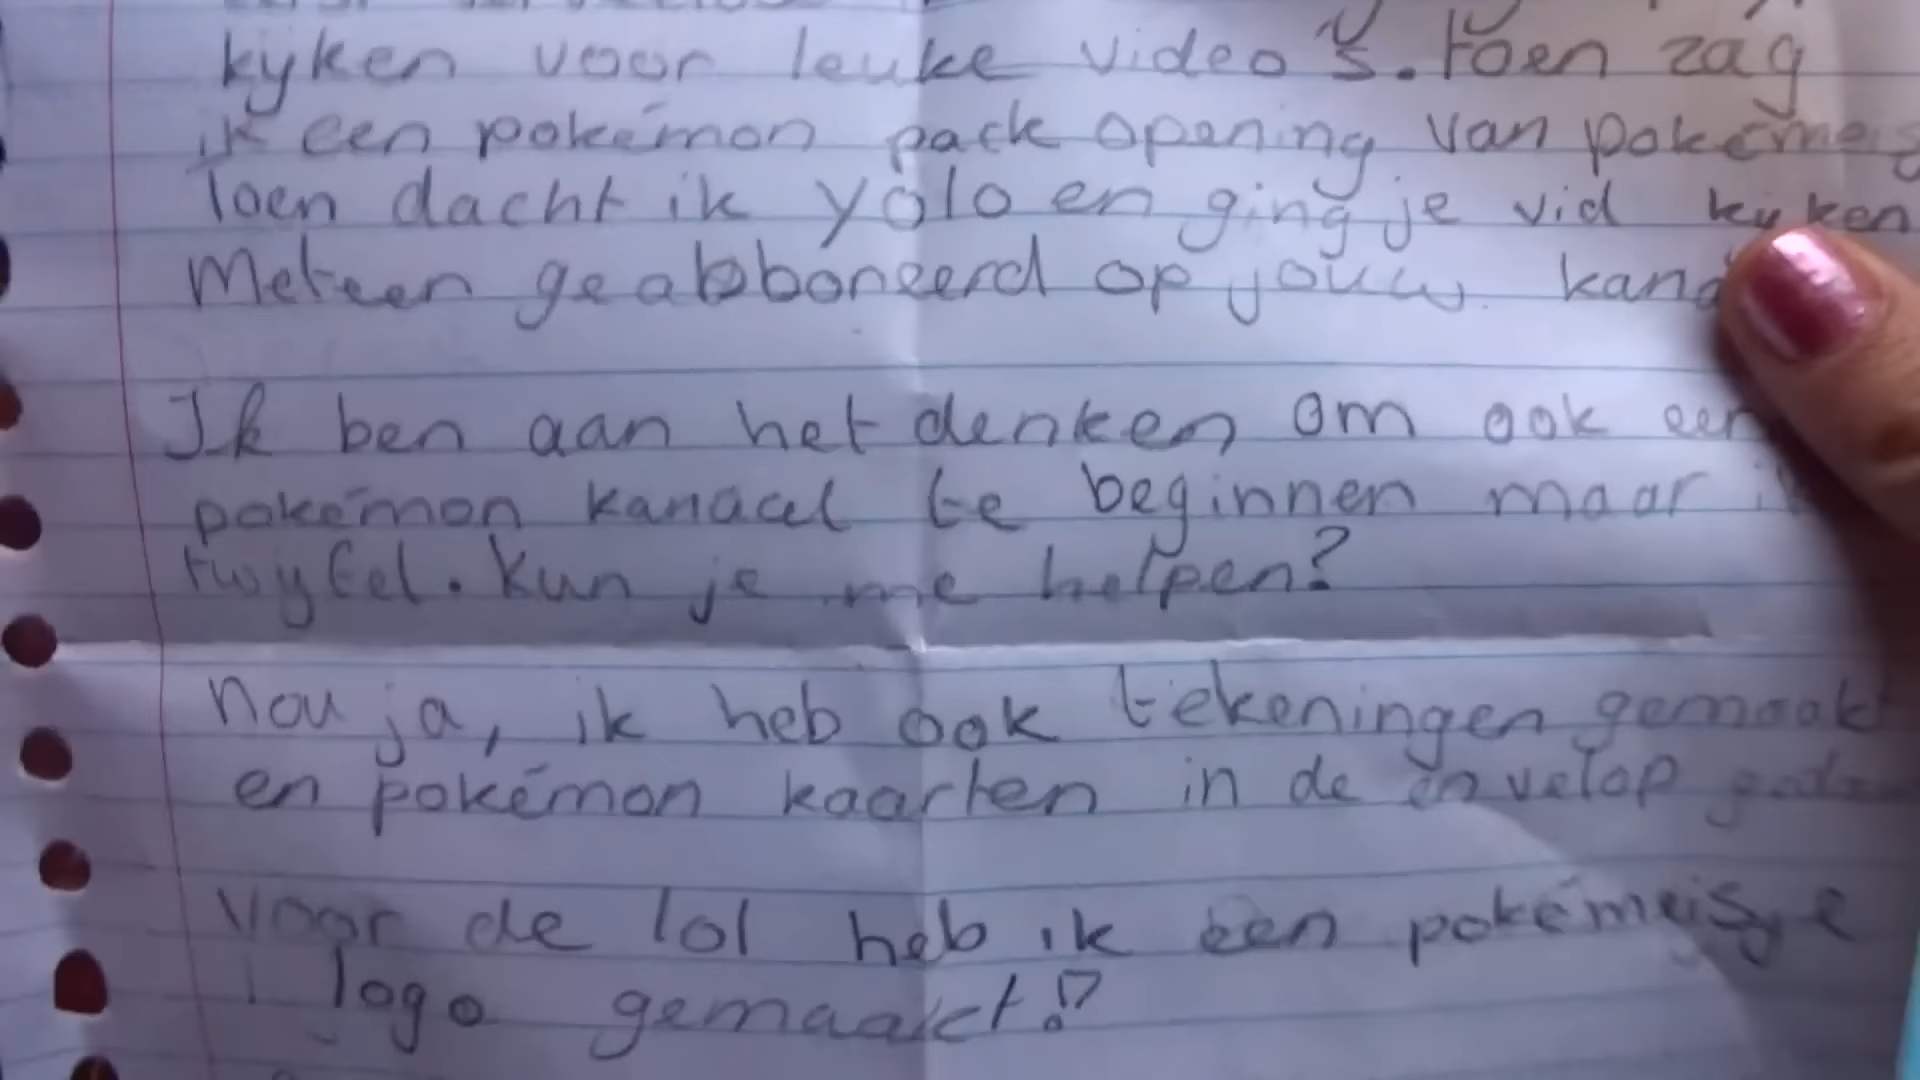 kyken voor leuke video's. toen zag
ik een pokémon pack opening van pokémeis
Toen dacht ik yolo en ging je vid kyken
Meteen geabboneerd op jouw kana
Ik ben aan het denken om ook een
pokémon kanaal te beginnen maar ik
twyfel. Kun je me helpen?
Nou ja, ik heb ook tekeningen gemaakt
en pokémon kaarten in de envelop
voor de lol heb ik een pokémeisje
logo gemaakt!?